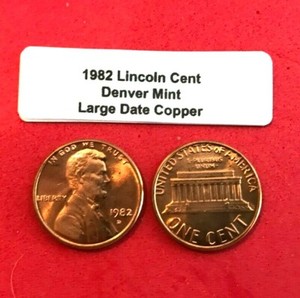 1982 Lincoln Cent
Denver Mint
Large Date Copper
IN GOD WE TRUST
LIBERTY
1982
D
UNITED STATES OF AMERICA
ONE CENT